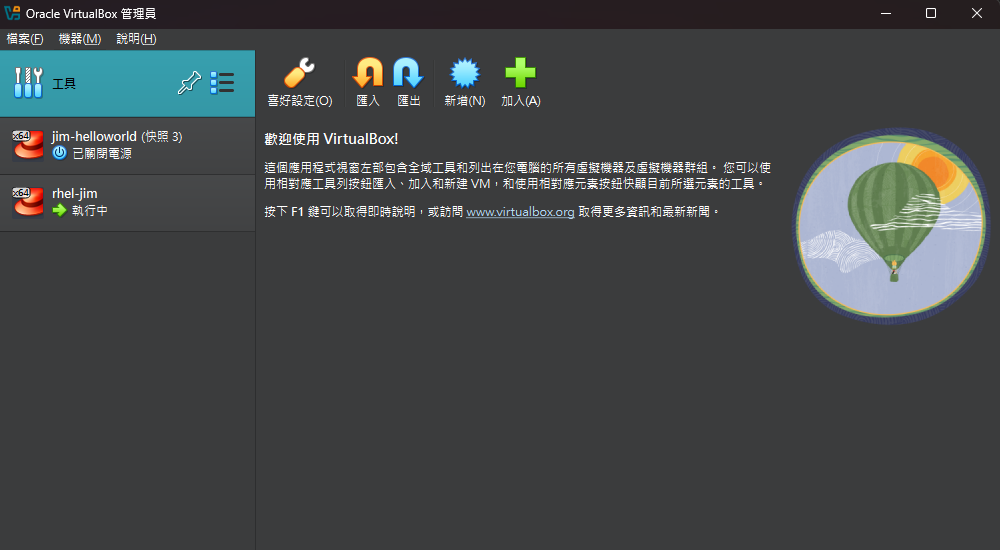 Oracle VirtualBox 管理員
檔案(F) 機器(M) 說明(H)
工具
喜好設定(O) 匯入 匯出 新增(N) 加入(A)
x64
jim-helloworld (快照 3)
已關閉電源
x64
rhel-jim
執行中
歡迎使用 VirtualBox!
這個應用程式視窗左部包含全域工具和列出在您電腦的所有虛擬機器及虛擬機器群組。 您可以使
用相對應工具列按鈕匯入、加入和新建 VM，和使用相對應元素按鈕快顯目前所選元素的工具。
按下 F1 鍵可以取得即時說明，或訪問 www.virtualbox.org 取得更多資訊和最新新聞。